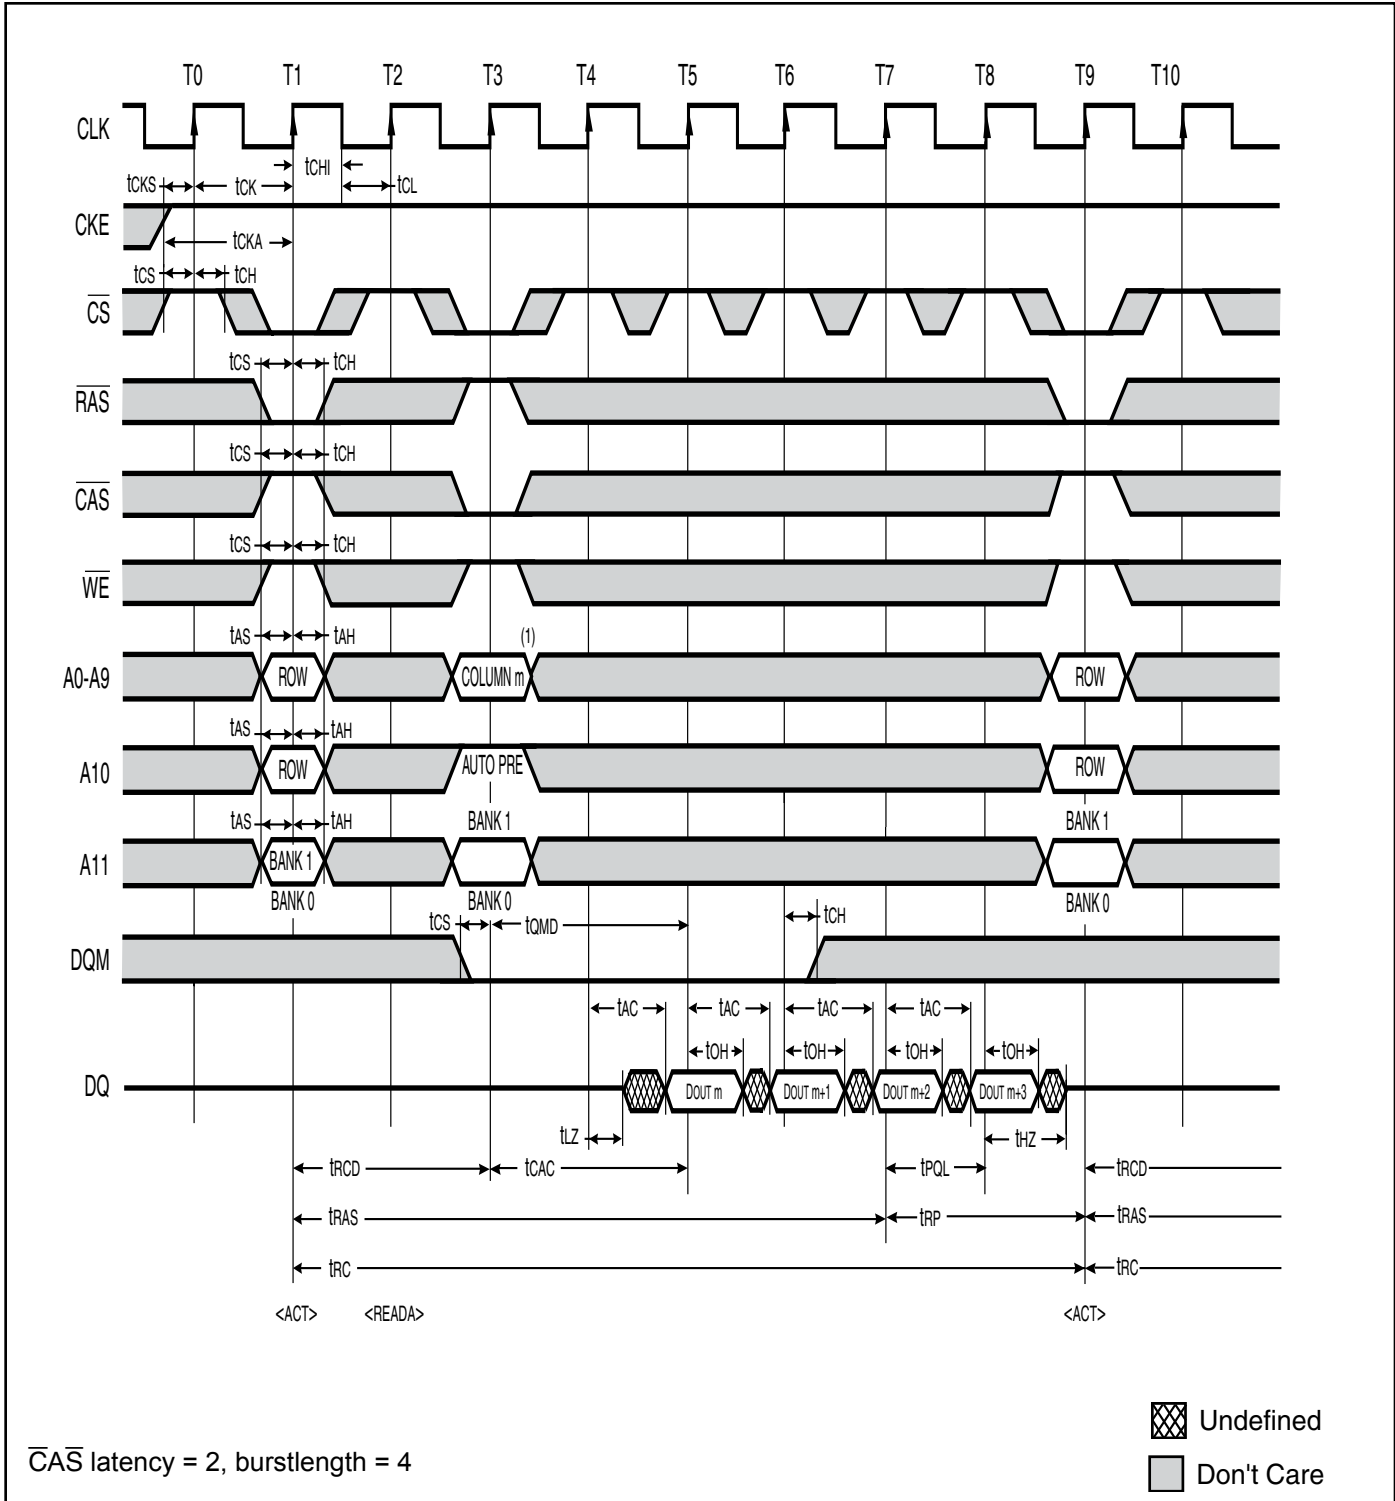 T0 T1 T2 T3 T4 T5 T6 T7 T8 T9 T10
CLK
tCHI
tCKS tCK tCL
CKE
tCKA
tCS tCH
CS
tCS tCH
RAS
tCS tCH
CAS
tCS tCH
WE
tAS tAH (1)
A0-A9 ROW COLUMN m ROW
tAS tAH
A10 ROW AUTO PRE ROW
tAS tAH BANK 1 BANK 1
A11 BANK 1
BANK 0 BANK 0 BANK 0
tCS tQMD tCH
DQM
tAC tAC tAC tAC
tOH tOH tOH tOH
DQ DOUT m DOUT m+1 DOUT m+2 DOUT m+3
tLZ tHZ
tRCD tCAC tPQL tRCD
tRAS tRP tRAS
tRC tRC
<ACT> <READA> <ACT>
Undefined
CAS latency = 2, burstlength = 4
Don't Care